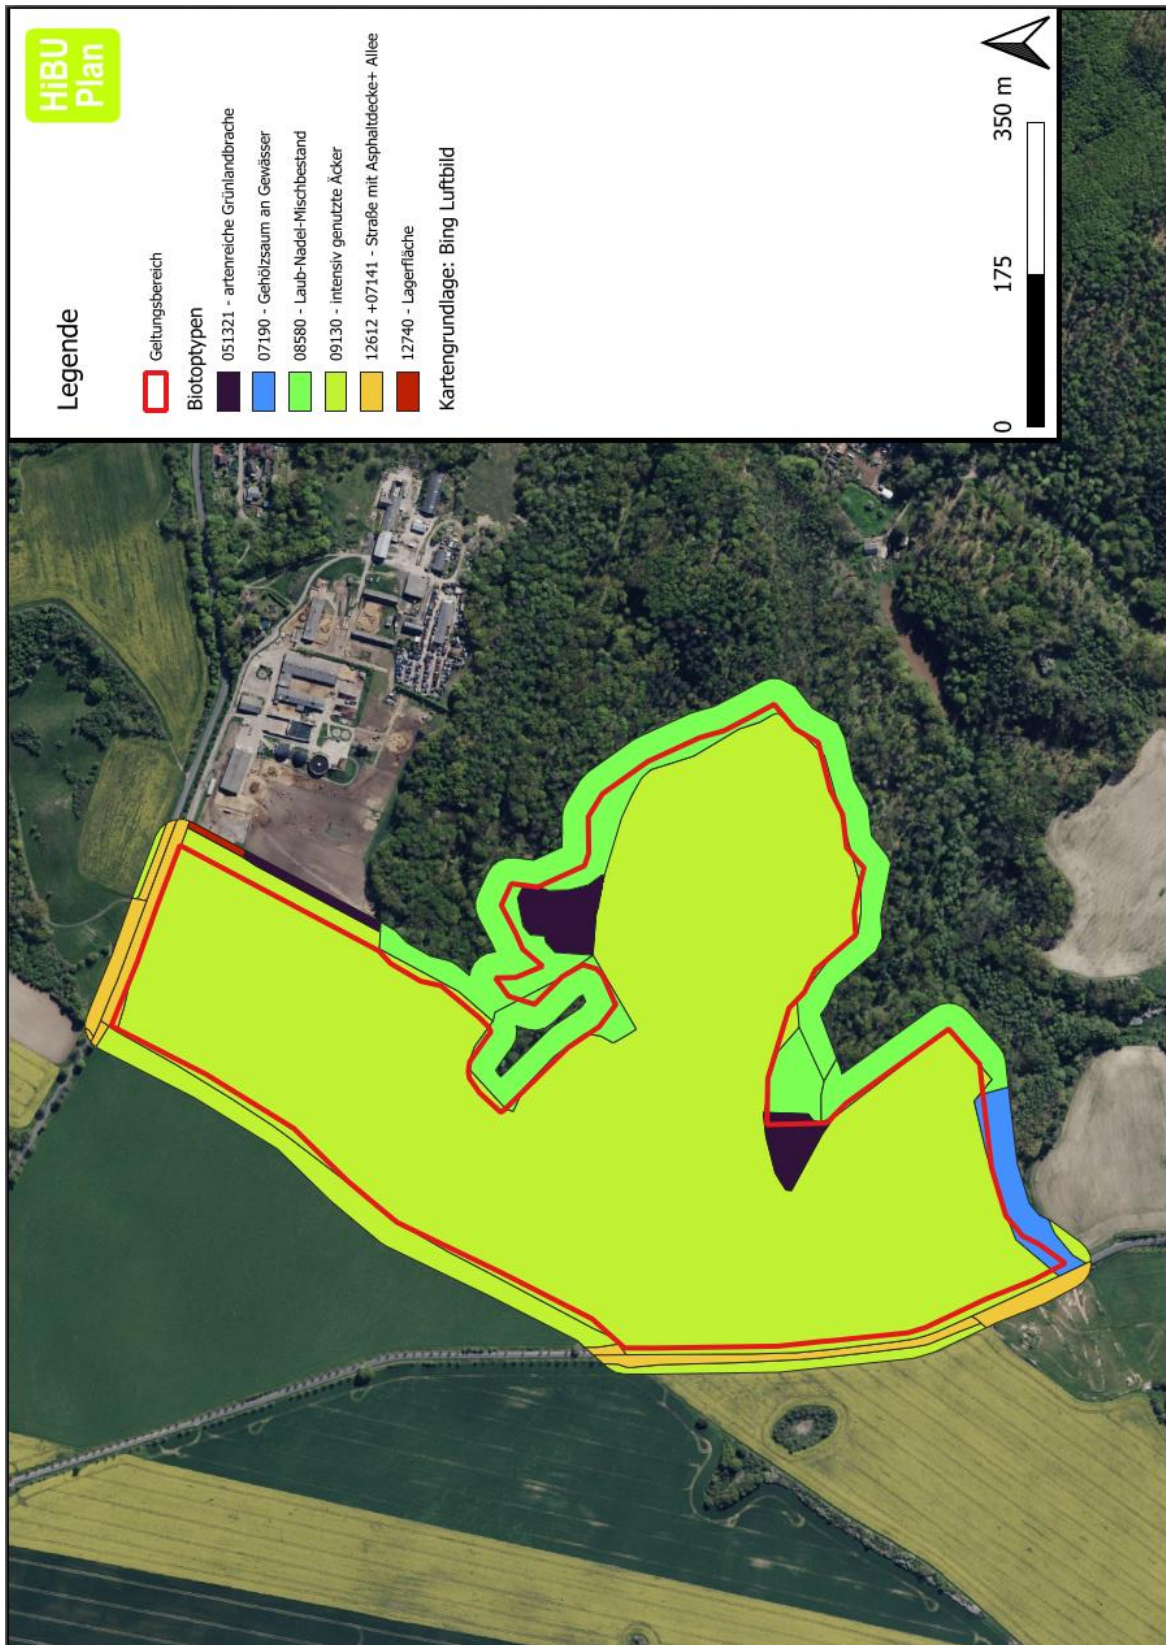 HiBU
Plan
Legende
Geltungsbereich
Biotoptypen
051321 - artenreiche Grünlandbrache
07190 - Gehölzsaum an Gewässer
08580 - Laub-Nadel-Mischbestand
09130 - intensiv genutzte Äcker
12612 +07141 - Straße mit Asphaltdecke+ Allee
12740 - Lagerfläche
Kartengrundlage: Bing Luftbild
0 175 350 m